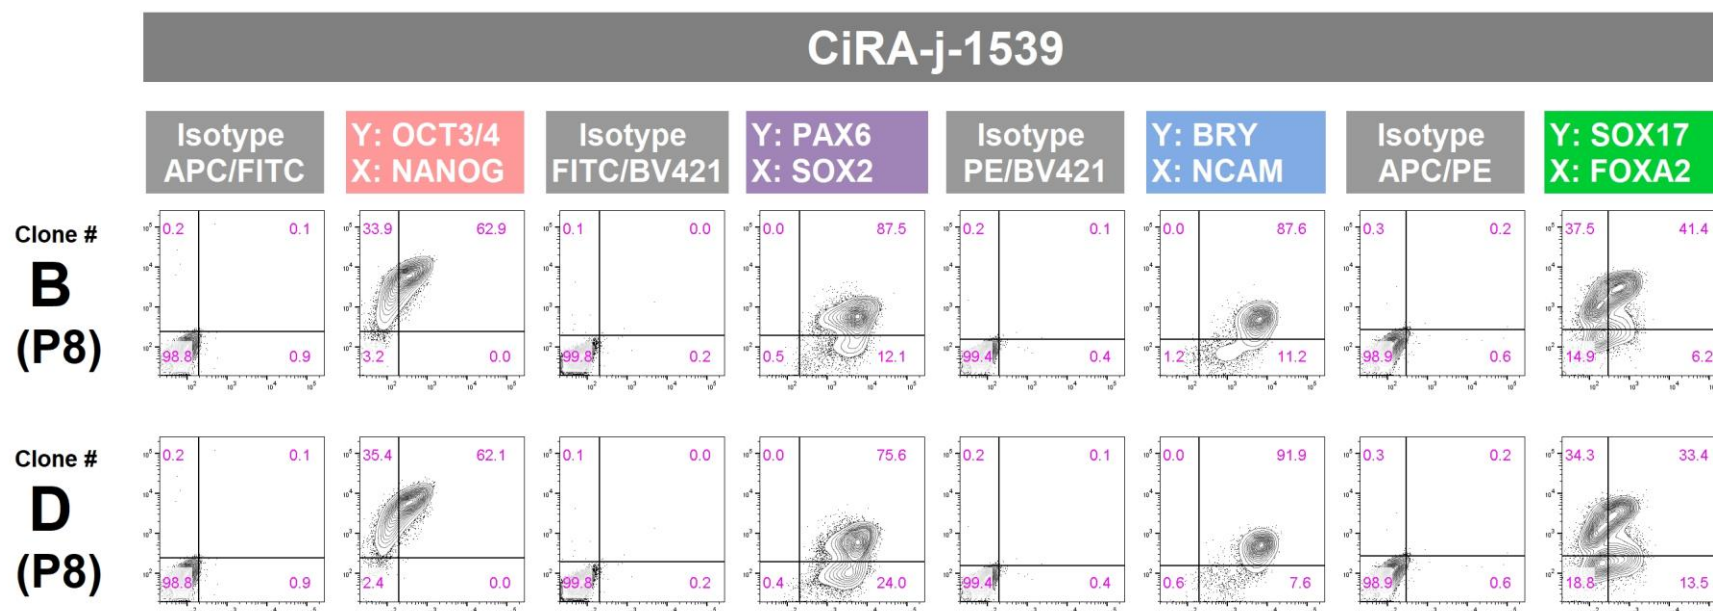 CiRA-j-1539
Isotype
APC/FITC
Y: OCT3/4
X: NANOG
Isotype
FITC/BV421
Y: PAX6
X: SOX2
Isotype
PE/BV421
Y: BRY
X: NCAM
Isotype
APC/PE
Y: SOX17
X: FOXA2
Clone #
B
(P8)
0.2 0.1
98.8 0.9
33.9 62.9
3.2 0.0
0.1 0.0
99.8 0.2
0.0 87.5
0.5 12.1
0.2 0.1
99.4 0.4
0.0 87.6
1.2 11.2
0.3 0.2
98.9 0.6
37.5 41.4
14.9 6.2
Clone #
D
(P8)
0.2 0.1
98.8 0.9
35.4 62.1
2.4 0.0
0.1 0.0
99.8 0.2
0.0 75.6
0.4 24.0
0.2 0.1
99.4 0.4
0.0 91.9
0.6 7.6
0.3 0.2
98.9 0.6
34.3 33.4
18.8 13.5